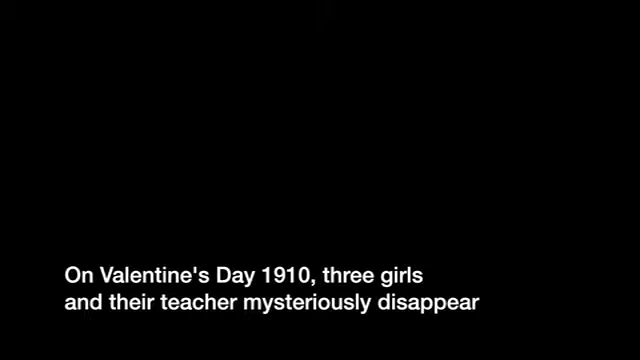 On Valentine's Day 1910, three girls
and their teacher mysteriously disappear